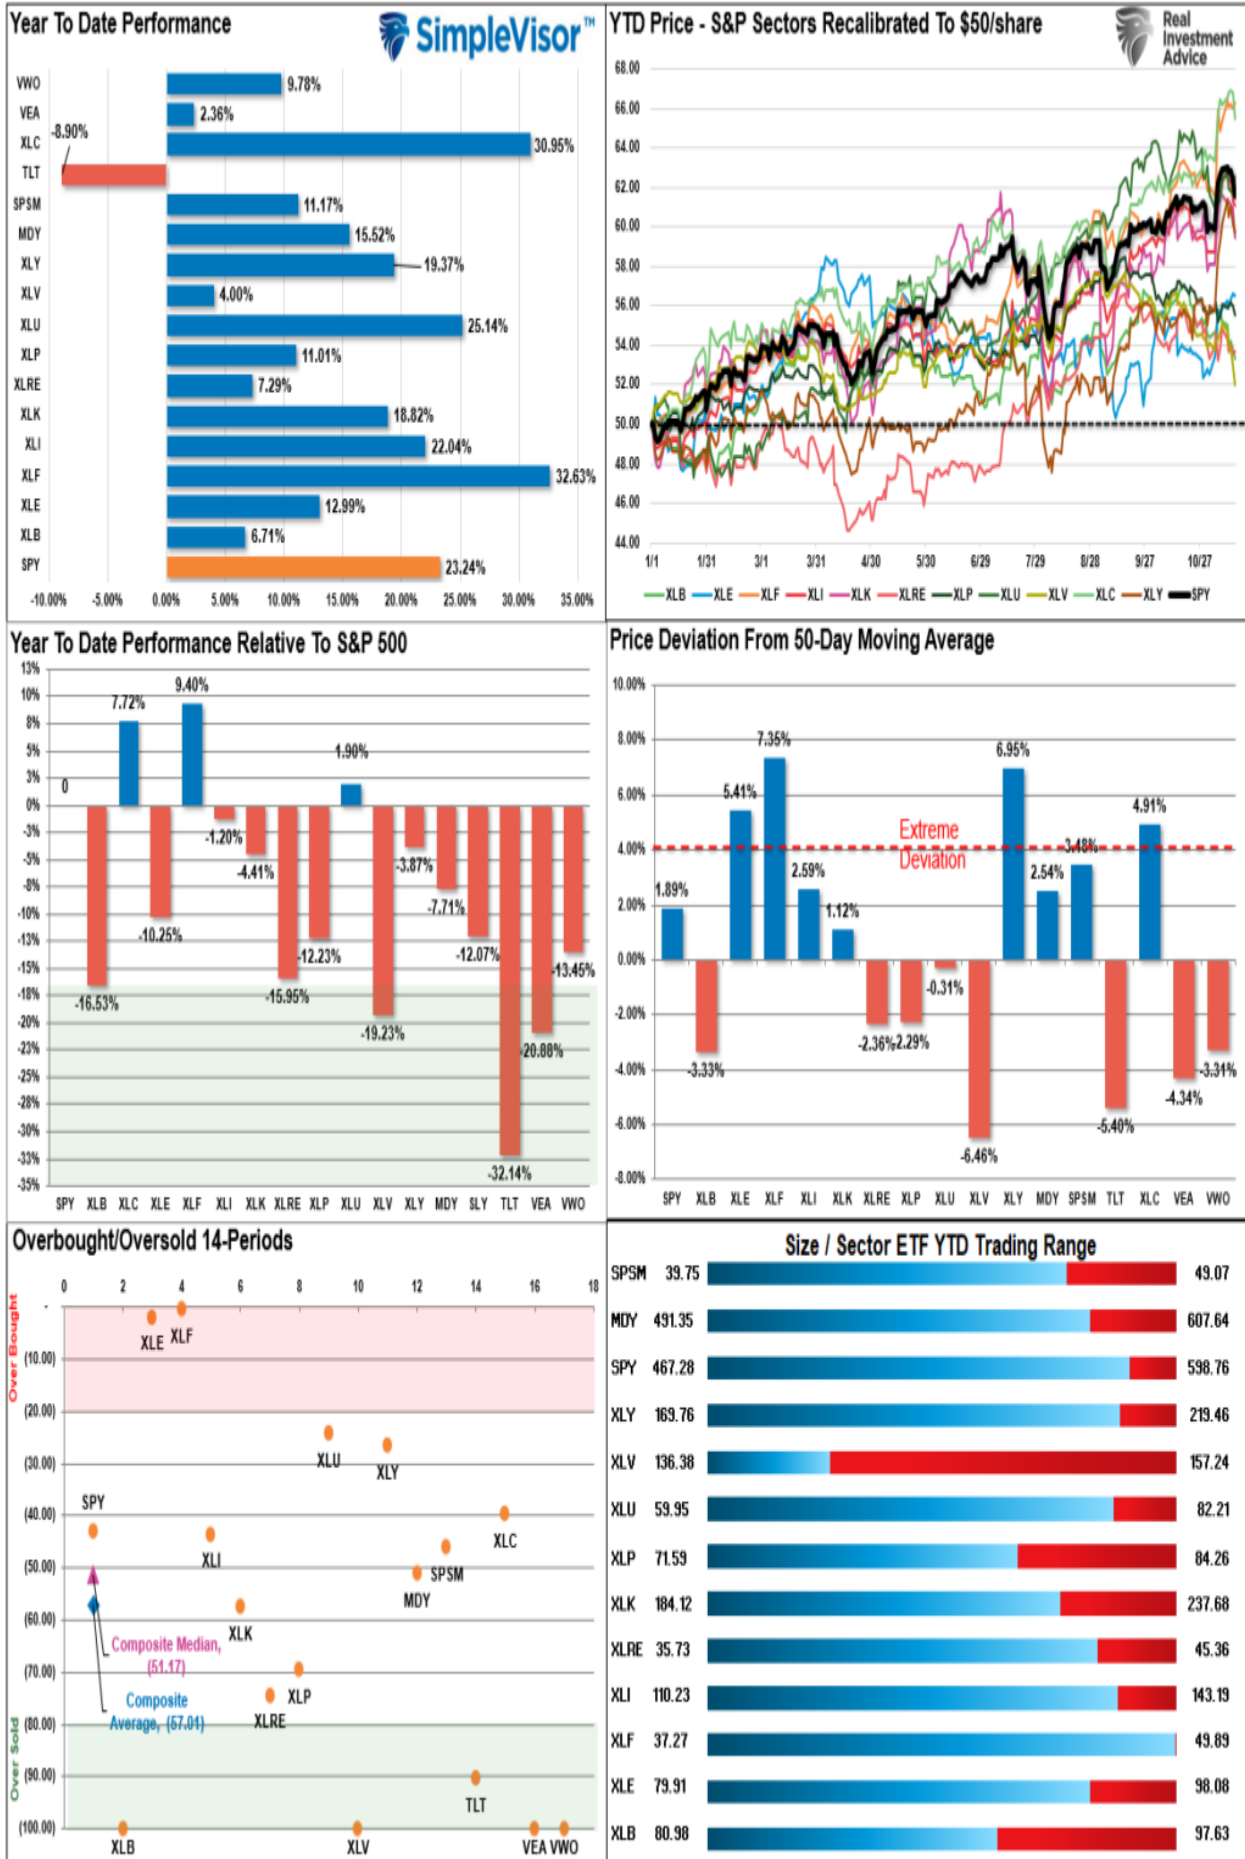 Year To Date Performance
SimpleVisor™
VWO
9.78%
VEA
2.36%
-8.90%
XLC
30.95%
TLT
SPSM
11.17%
MDY
15.52%
XLY
19.37%
XLV
4.00%
XLU
25.14%
XLP
11.01%
XLRE
7.29%
XLK
18.82%
XLI
22.04%
XLF
32.63%
XLE
12.99%
XLB
6.71%
SPY
23.24%
-10.00% -5.00% 0.00% 5.00% 10.00% 15.00% 20.00% 25.00% 30.00% 35.00%
YTD Price - S&P Sectors Recalibrated To $50/share
Real
Investment
Advice
68.00
66.00
64.00
62.00
60.00
58.00
56.00
54.00
52.00
50.00
48.00
46.00
44.00
1/1 1/31 3/1 3/31 4/30 5/30 6/29 7/29 8/28 9/27 10/27
XLB XLE XLF XLI XLK XLRE XLP XLU XLV XLC XLY SPY
Year To Date Performance Relative To S&P 500
13%
10%
8%
5%
3%
0%
-3%
-5%
-8%
-10%
-13%
-15%
-18%
-20%
-23%
-25%
-28%
-30%
-33%
-35%
0
-16.53%
7.72%
-10.25%
9.40%
-1.20%
-4.41%
-15.95%
-12.23%
1.90%
-19.23%
-3.87%
-7.71%
-12.07%
-32.14%
-20.88%
-13.45%
SPY XLB XLC XLE XLF XLI XLK XLRE XLP XLU XLV XLY MDY SLY TLT VEA VWO
Price Deviation From 50-Day Moving Average
10.00%
8.00%
6.00%
4.00%
2.00%
0.00%
-2.00%
-4.00%
-6.00%
-8.00%
Extreme
Deviation
1.89%
-3.33%
5.41%
7.35%
2.59%
1.12%
-2.36%
-2.29%
-0.31%
-6.46%
6.95%
2.54%
3.48%
-5.40%
4.91%
-4.34%
-3.31%
SPY XLB XLE XLF XLI XLK XLRE XLP XLU XLV XLY MDY SPSM TLT XLC VEA VWO
Overbought/Oversold 14-Periods
0 2 4 6 8 10 12 14 16 18
-
(10.00)
(20.00)
(30.00)
(40.00)
(50.00)
(60.00)
(70.00)
(80.00)
(90.00)
(100.00)
Over Bought
Over Sold
XLE
XLF
XLU
XLY
SPY
XLI
XLC
SPSM
MDY
XLK
Composite Median,
(51.17)
XLP
XLRE
Composite
Average, (57.01)
TLT
XLB
XLV
VEA
VWO
Size / Sector ETF YTD Trading Range
SPSM 39.75 49.07
MDY 491.35 607.64
SPY 467.28 598.76
XLY 169.76 219.46
XLV 136.38 157.24
XLU 59.95 82.21
XLP 71.59 84.26
XLK 184.12 237.68
XLRE 35.73 45.36
XLI 110.23 143.19
XLF 37.27 49.89
XLE 79.91 98.08
XLB 80.98 97.63